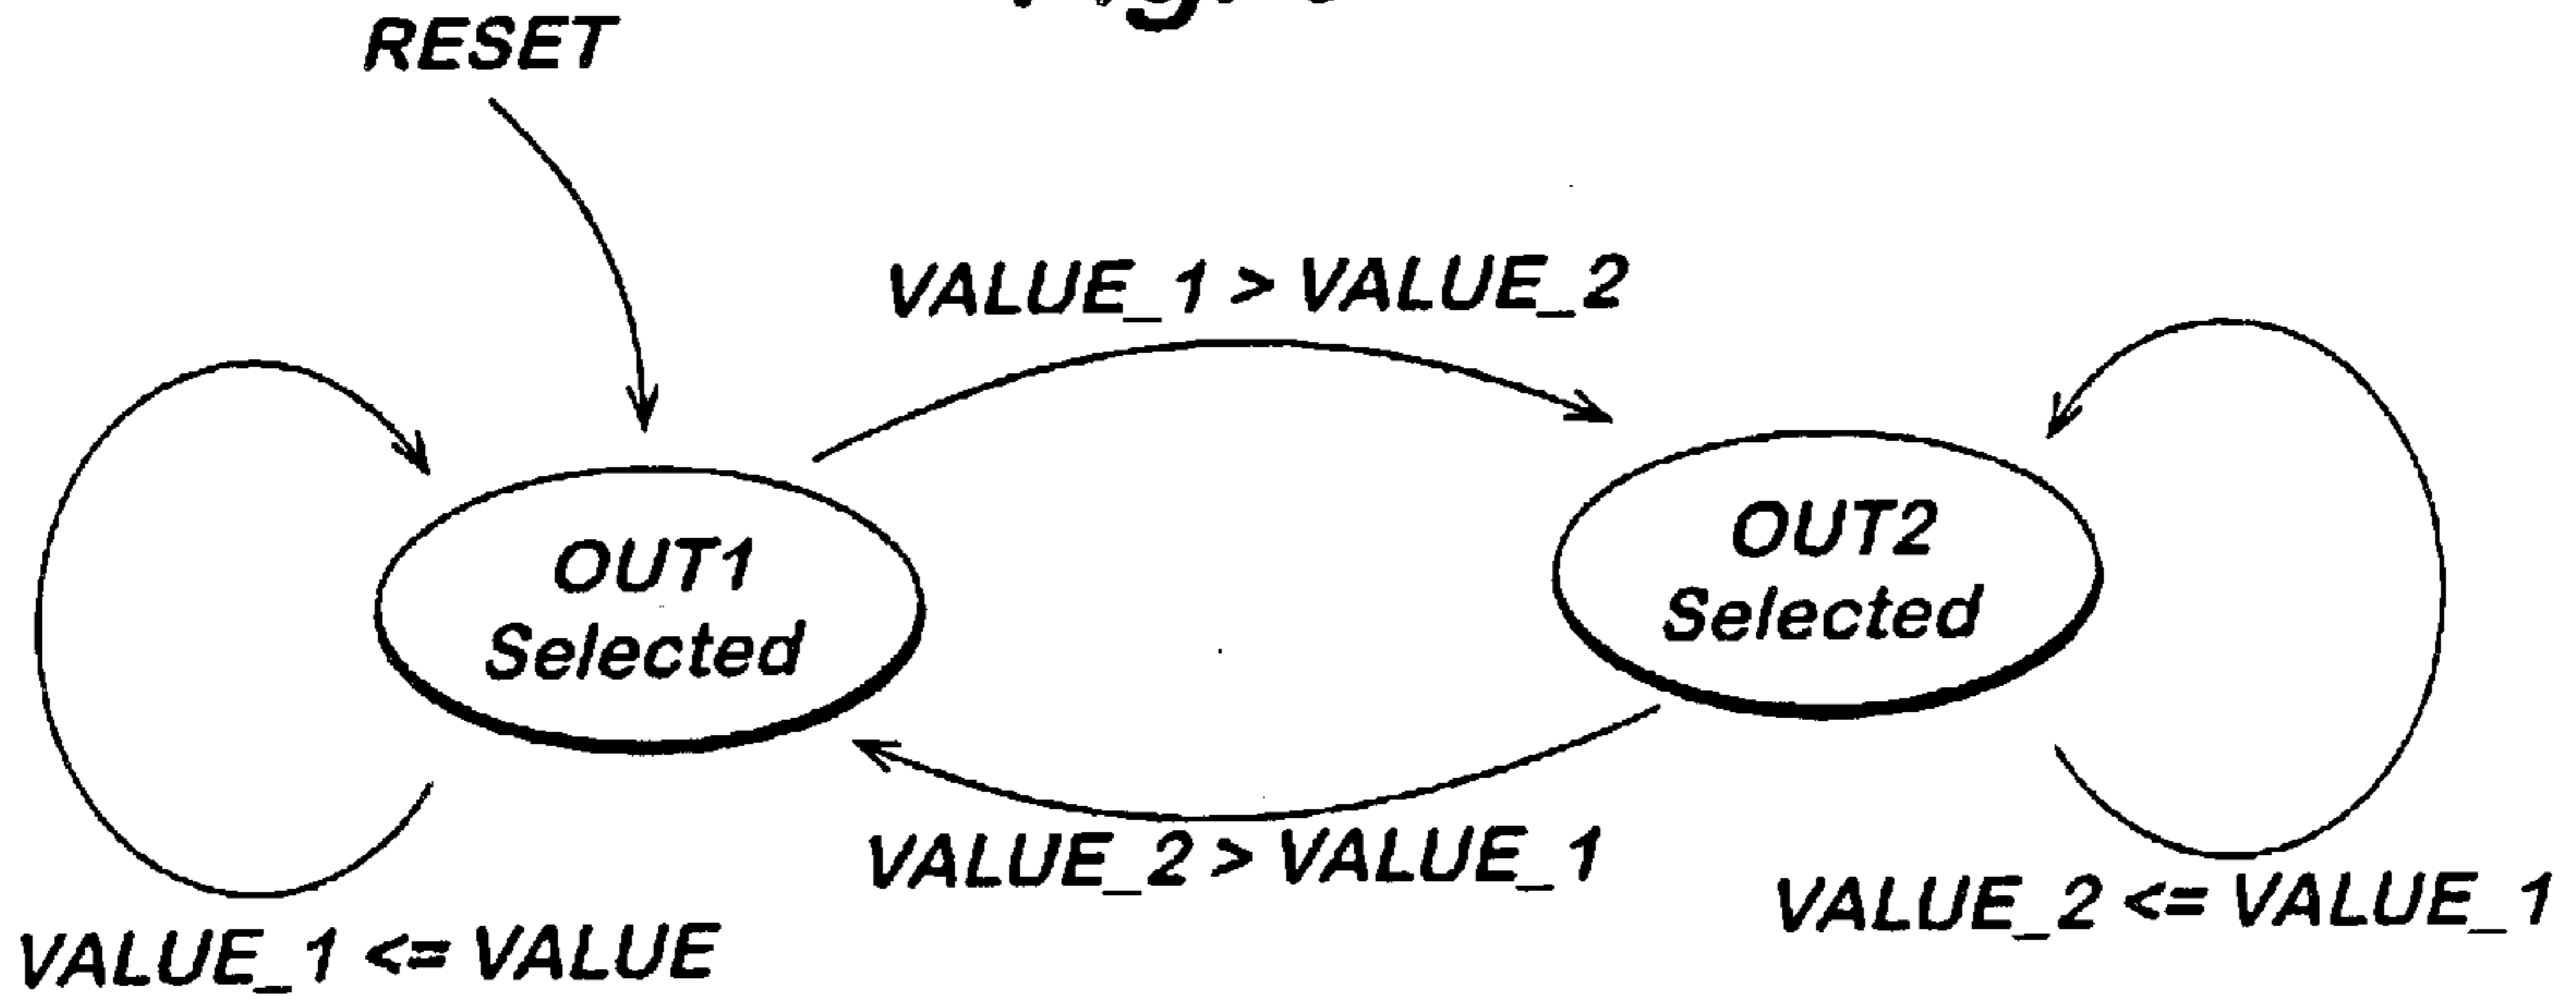 RESET
VALUE_1 > VALUE_2
OUT1
Selected
OUT2
Selected
VALUE_2 > VALUE_1
VALUE_2 <= VALUE_1
VALUE_1 <= VALUE